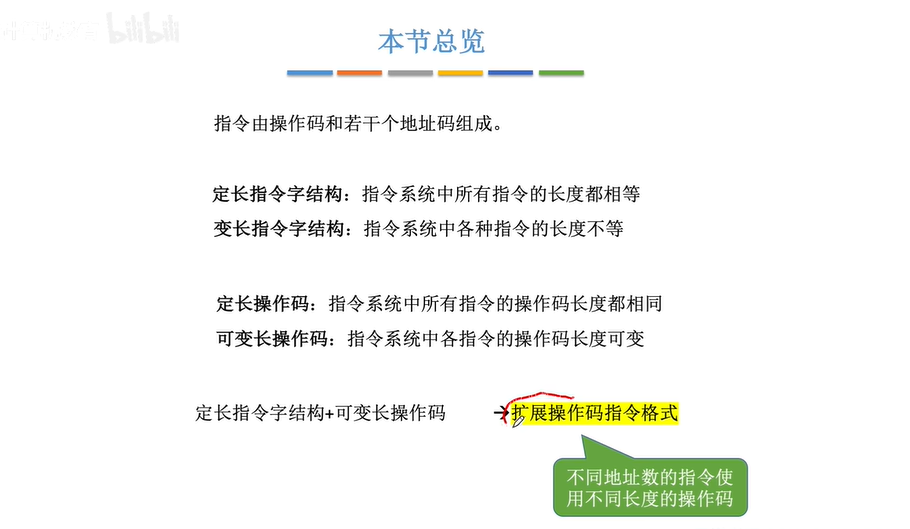 bilibili
本节总览
指令由操作码和若干个地址码组成。
定长指令字结构：指令系统中所有指令的长度都相等
变长指令字结构：指令系统中各种指令的长度不等
定长操作码：指令系统中所有指令的操作码长度都相同
可变长操作码：指令系统中各指令的操作码长度可变
定长指令字结构+可变长操作码 →扩展操作码指令格式
不同地址数的指令使
用不同长度的操作码